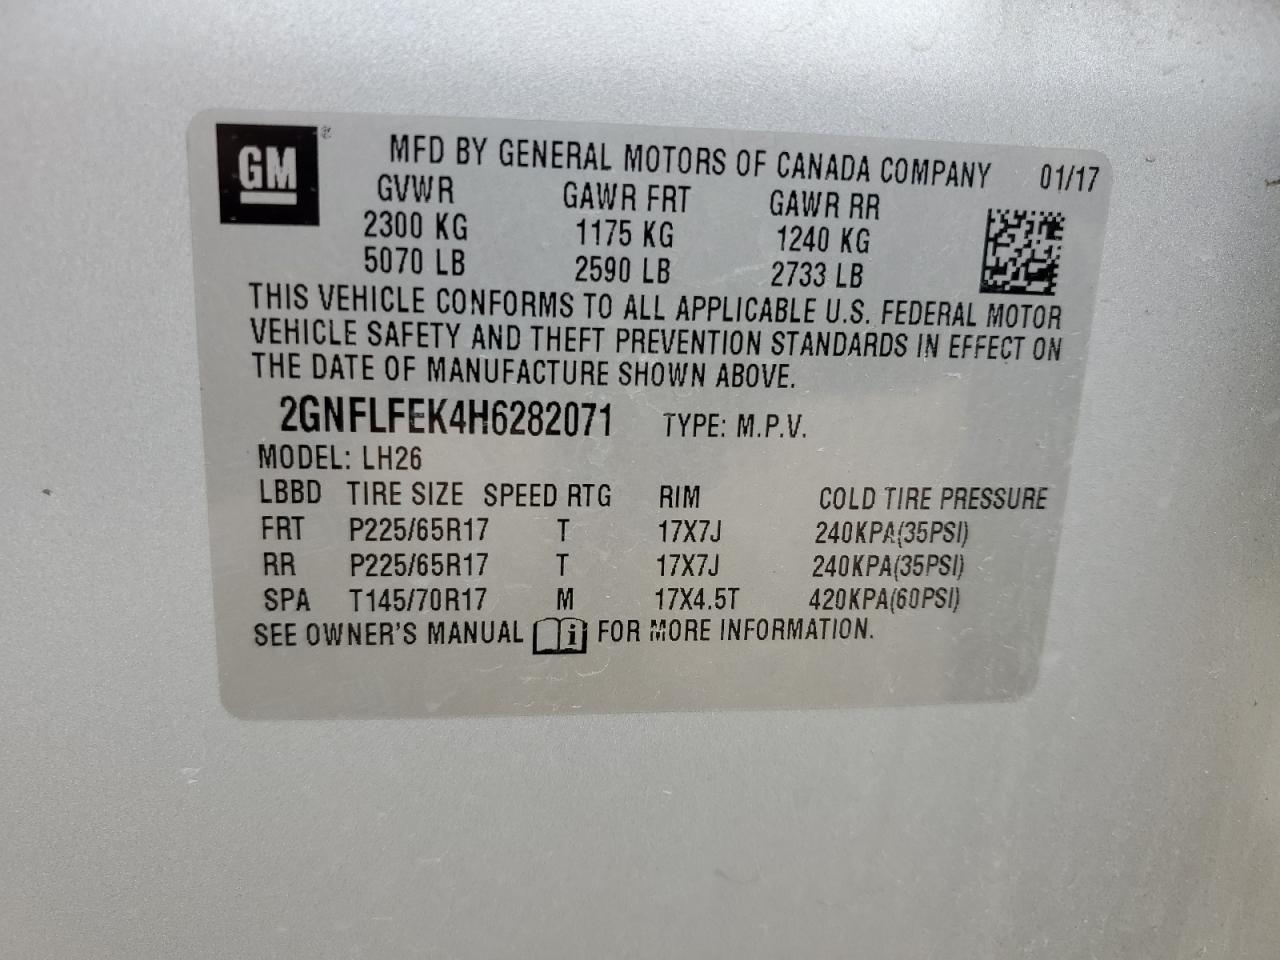 GM ®
MFD BY GENERAL MOTORS OF CANADA COMPANY 01/17
GVWR GAWR FRT GAWR RR
2300 KG 1175 KG 1240 KG
5070 LB 2590 LB 2733 LB
THIS VEHICLE CONFORMS TO ALL APPLICABLE U.S. FEDERAL MOTOR
VEHICLE SAFETY AND THEFT PREVENTION STANDARDS IN EFFECT ON
THE DATE OF MANUFACTURE SHOWN ABOVE.
2GNFLFEK4H6282071 TYPE: M.P.V.
MODEL: LH26
LBBD TIRE SIZE SPEED RTG RIM COLD TIRE PRESSURE
FRT P225/65R17 T 17X7J 240KPA(35PSI)
RR P225/65R17 T 17X7J 240KPA(35PSI)
SPA T145/70R17 M 17X4.5T 420KPA(60PSI)
SEE OWNER'S MANUAL i FOR MORE INFORMATION.